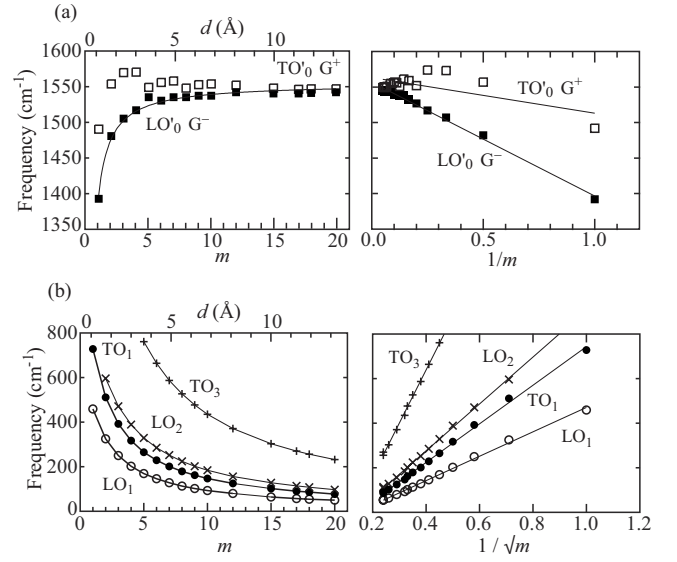 (a)
d (Å)
0 5 10
1600
1550
1500
1450
1400
1350
Frequency (cm⁻¹)
TO'₀ G⁺
LO'₀ G⁻
0 5 10 15 20
m
TO'₀ G⁺
LO'₀ G⁻
0.0 0.5 1.0
1/m
(b)
d (Å)
0 5 10
800
600
400
200
0
Frequency (cm⁻¹)
TO₁
TO₃
LO₂
LO₁
0 5 10 15 20
m
TO₃
LO₂
TO₁
LO₁
0.2 0.4 0.6 0.8 1.0 1.2
1 / √m